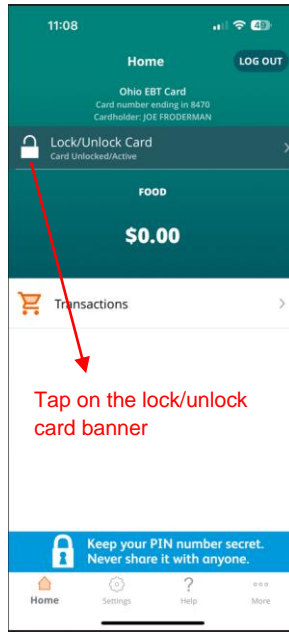 11:08
49
Home
LOG OUT
Ohio EBT Card
Card number ending in 8470
Cardholder: JOE FRODERMAN
Lock/Unlock Card
Card Unlocked/Active
FOOD
$0.00
Transactions
Tap on the lock/unlock
card banner
Keep your PIN number secret.
Never share it with anyone.
Home
Settings
Help
More